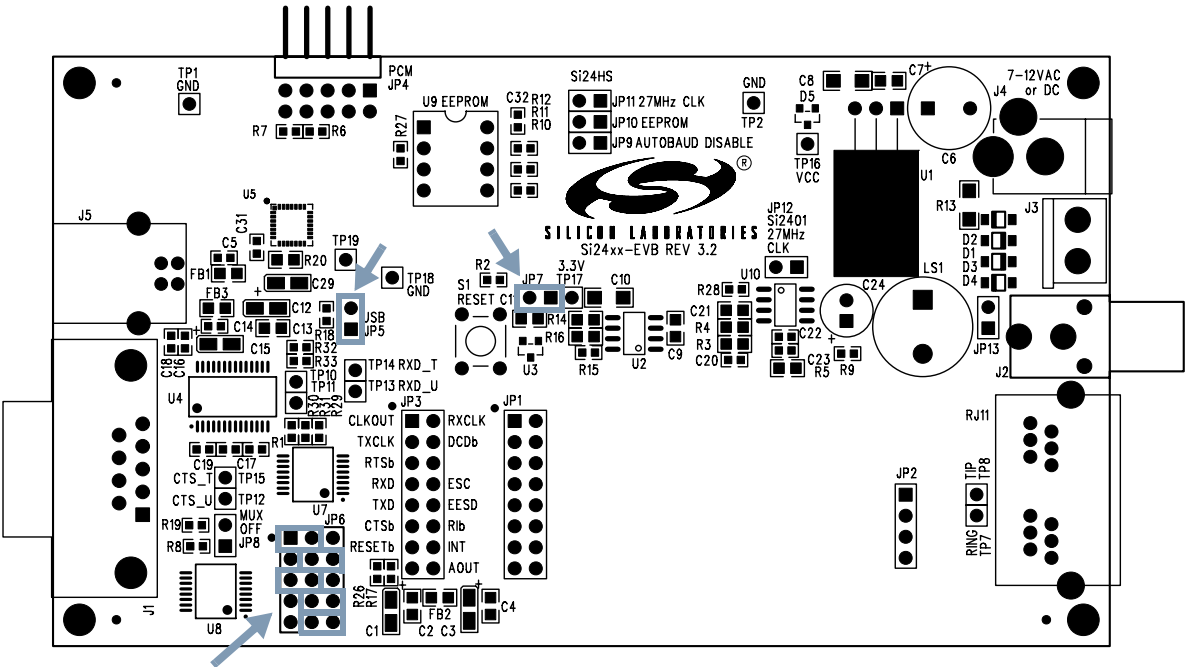 PCM
JP4
TP1
GND
R7
R6
U9 EEPROM
R27
C32
R12
R11
R10
Si24HS
JP11 27MHz CLK
JP10 EEPROM
JP9 AUTOBAUD DISABLE
GND
TP2
C8
D5
TP16
VCC
C7
+
7-12VAC
or DC
J4
C6
U1
R13
J3
D2
D1
D3
D4
®
SILICON LABORATORIES
Si24xx-EVB REV 3.2
JP12
Si2401
27MHz
CLK
J5
U5
C31
C5
FB1
R20
TP19
C29
TP18
GND
FB3
+
C12
C14
C13
R18
USB
JP5
+
C15
C18
C16
R32
R33
S1
RESET
R2
JP7
3.3V
TP17
C10
R14
R16
U3
R15
U2
C9
U10
R28
C21
R4
R3
C20
C22
C23
R5
R9
+
C24
LS1
JP13
J2
TP10
TP11
TP14 RXD_T
TP13 RXD_U
U4
R30
R31
R29
R1
C19
C17
CTS_T
TP15
CTS_U
TP12
U7
R19
R8
MUX
OFF
JP8
JP6
U8
J1
JP3
CLKOUT RXCLK
TXCLK DCDb
RTSb
RXD ESC
TXD EESD
CTSb RIb
RESETb INT
AOUT
JP1
R26
R17
C1
+
C2
FB2
C3
+
C4
JP2
RJ11
TIP
TP8
RING
TP7